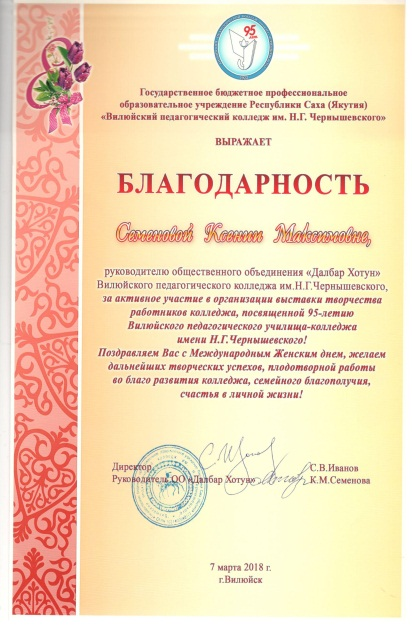 95
лет
Государственное бюджетное профессиональное
образовательное учреждение Республики Саха (Якутия)
«Вилюйский педагогический колледж им. Н.Г. Чернышевского»
ВЫРАЖАЕТ
БЛАГОДАРНОСТЬ
Семеновой Ксении Максимовне,
руководителю общественного объединения «Далбар Хотун»
Вилюйского педагогического колледжа им.Н.Г.Чернышевского,
за активное участие в организации выставки творчества
работников колледжа, посвященной 95-летию
Вилюйского педагогического училища-колледжа
имени Н.Г.Чернышевского!
Поздравляем Вас с Международным Женским днем, желаем
дальнейших творческих успехов, плодотворной работы
во благо развития колледжа, семейного благополучия,
счастья в личной жизни!
Директор С.В.Иванов
Руководитель ОО «Далбар Хотун» К.М.Семенова
7 марта 2018 г.
г.Вилюйск